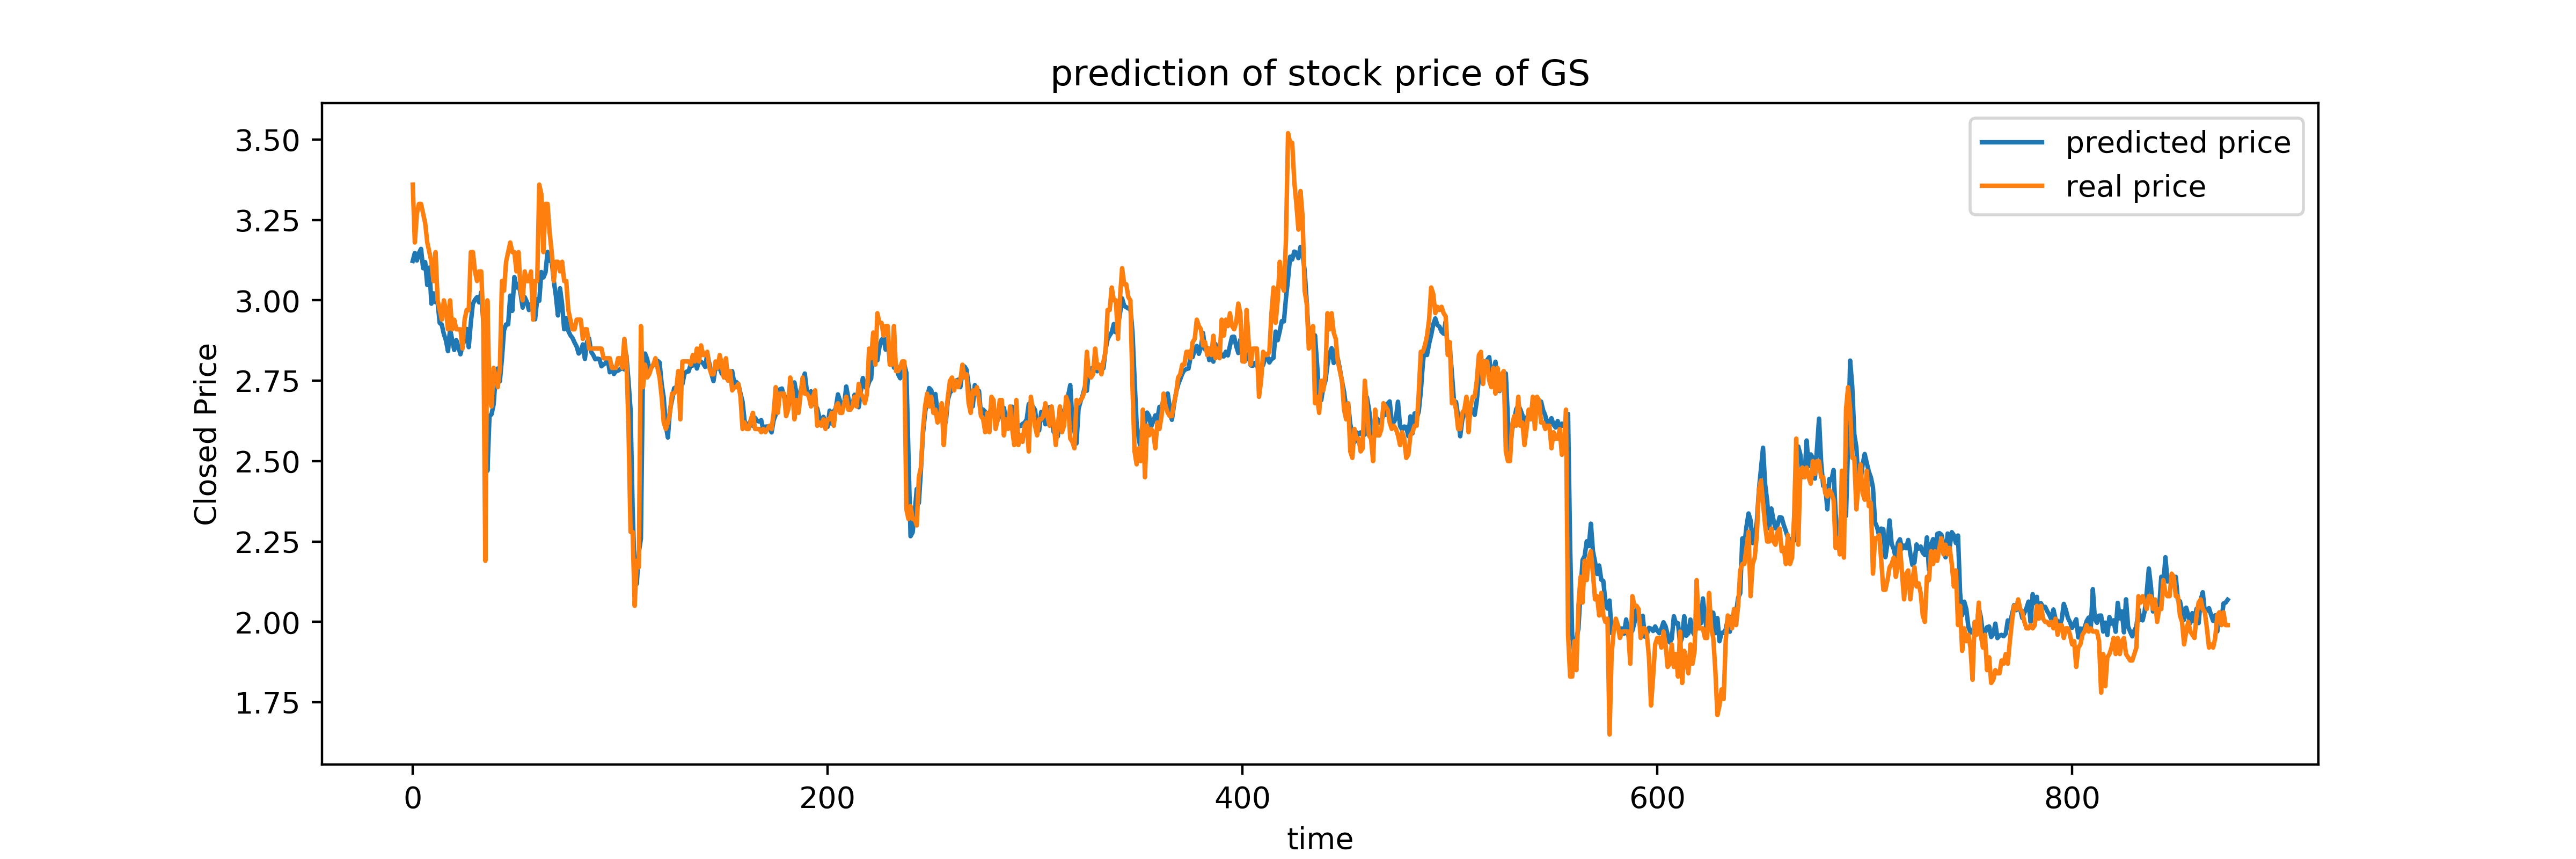 prediction of stock price of GS
3.50
3.25
3.00
2.75
2.50
2.25
2.00
1.75
Closed Price
predicted price
real price
0
200
400
600
800
time